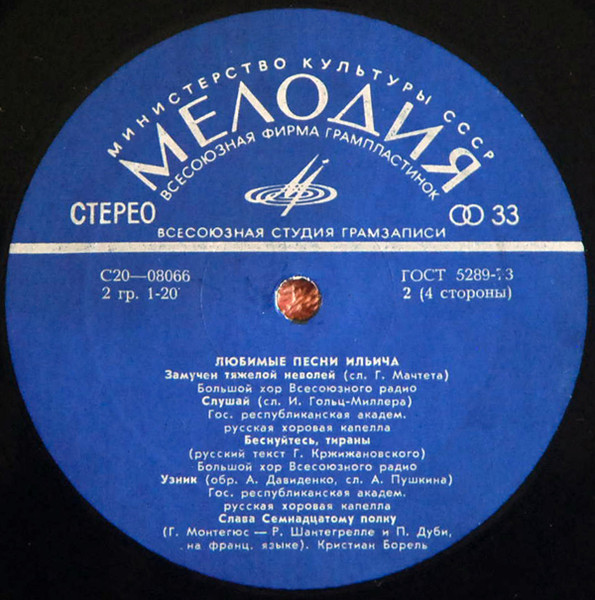 МИНИСТЕРСТВО КУЛЬТУРЫ СССР
МЕЛОДИЯ
ВСЕСОЮЗНАЯ ФИРМА ГРАМПЛАСТИНОК
СТЕРЕО
33
ВСЕСОЮЗНАЯ СТУДИЯ ГРАМЗАПИСИ
С20—08066
ГОСТ 5289-73
2 гр. 1-20
2 (4 стороны)
ЛЮБИМЫЕ ПЕСНИ ИЛЬИЧА
Замучен тяжелой неволей (сл. Г. Мачтета)
Большой хор Всесоюзного радио
Слушай (сл. И. Гольц-Миллера)
Гос. республиканская академ.
русская хоровая капелла
Беснуйтесь, тираны
(русский текст Г. Кржижановского)
Большой хор Всесоюзного радио
Узник (обр. А. Давиденко, сл. А. Пушкина)
Гос. республиканская академ.
русская хоровая капелла
Слава Семнадцатому полку
(Г. Монтегюс — Р. Шантегрелле и П. Дуби,
на франц. языке). Кристиан Борель